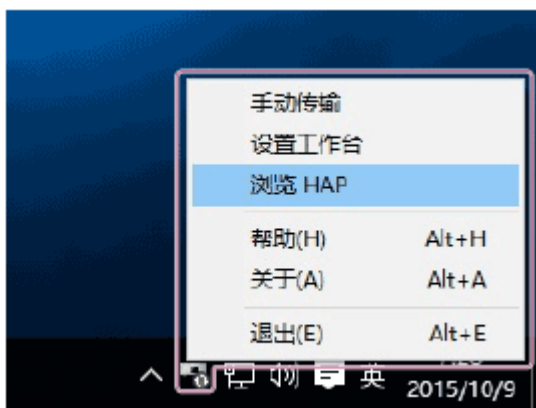 手动传输
设置工作台
浏览 HAP
帮助(H) Alt+H
关于(A) Alt+A
退出(E) Alt+E
英
2015/10/9